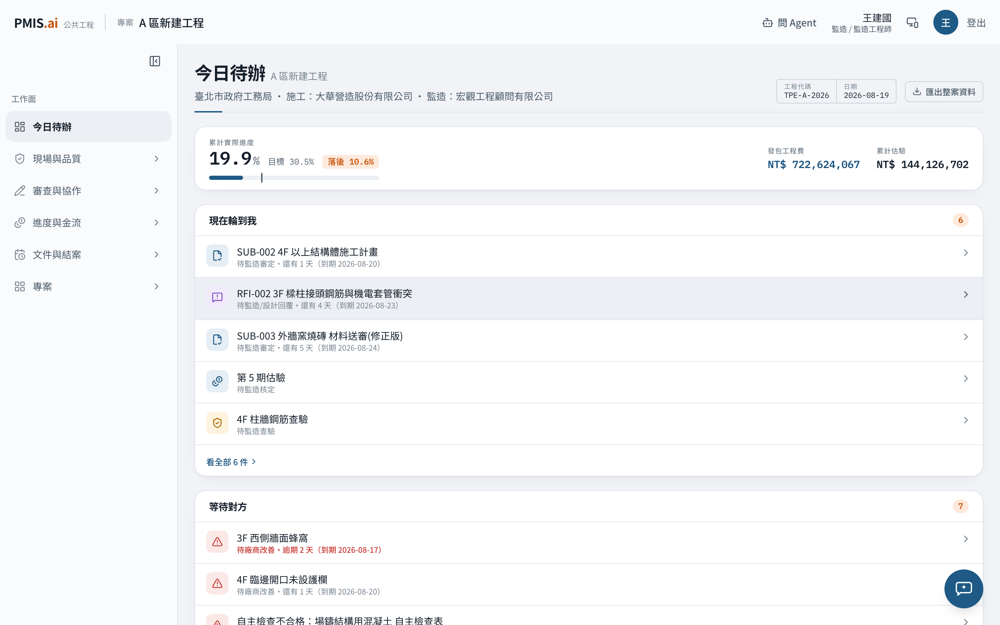 PMIS.ai 公共工程 專案 A 區新建工程
問 Agent
王建國
監造 / 監造工程師
王
登出
工作面
今日待辦
現場與品質
審查與協作
進度與金流
文件與結案
專案
今日待辦 A 區新建工程
臺北市政府工務局 • 施工：大華營造股份有限公司 • 監造：宏觀工程顧問有限公司
工程代碼
TPE-A-2026
日期
2026-08-19
匯出整案資料
累計實際進度
19.9% 目標 30.5% 落後 10.6%
發包工程費
NT$ 722,624,067
累計估驗
NT$ 144,126,702
現在輪到我
6
SUB-002 4F 以上結構體施工計畫
待監造審定・還有 1 天（到期 2026-08-20）
RFI-002 3F 樑柱接頭鋼筋與機電套管衝突
待監造/設計回覆・還有 4 天（到期 2026-08-23）
SUB-003 外牆窯燒磚 材料送審(修正版)
待監造審定・還有 5 天（到期 2026-08-24）
第 5 期估驗
待監造核定
4F 柱牆鋼筋查驗
待監造查驗
看全部 6 件
等待對方
7
3F 西側牆面蜂窩
待廠商改善・逾期 2 天（到期 2026-08-17）
4F 臨邊開口未設護欄
待廠商改善・還有 1 天（到期 2026-08-20）
自主檢查不合格：場鑄結構用混凝土 自主檢查表